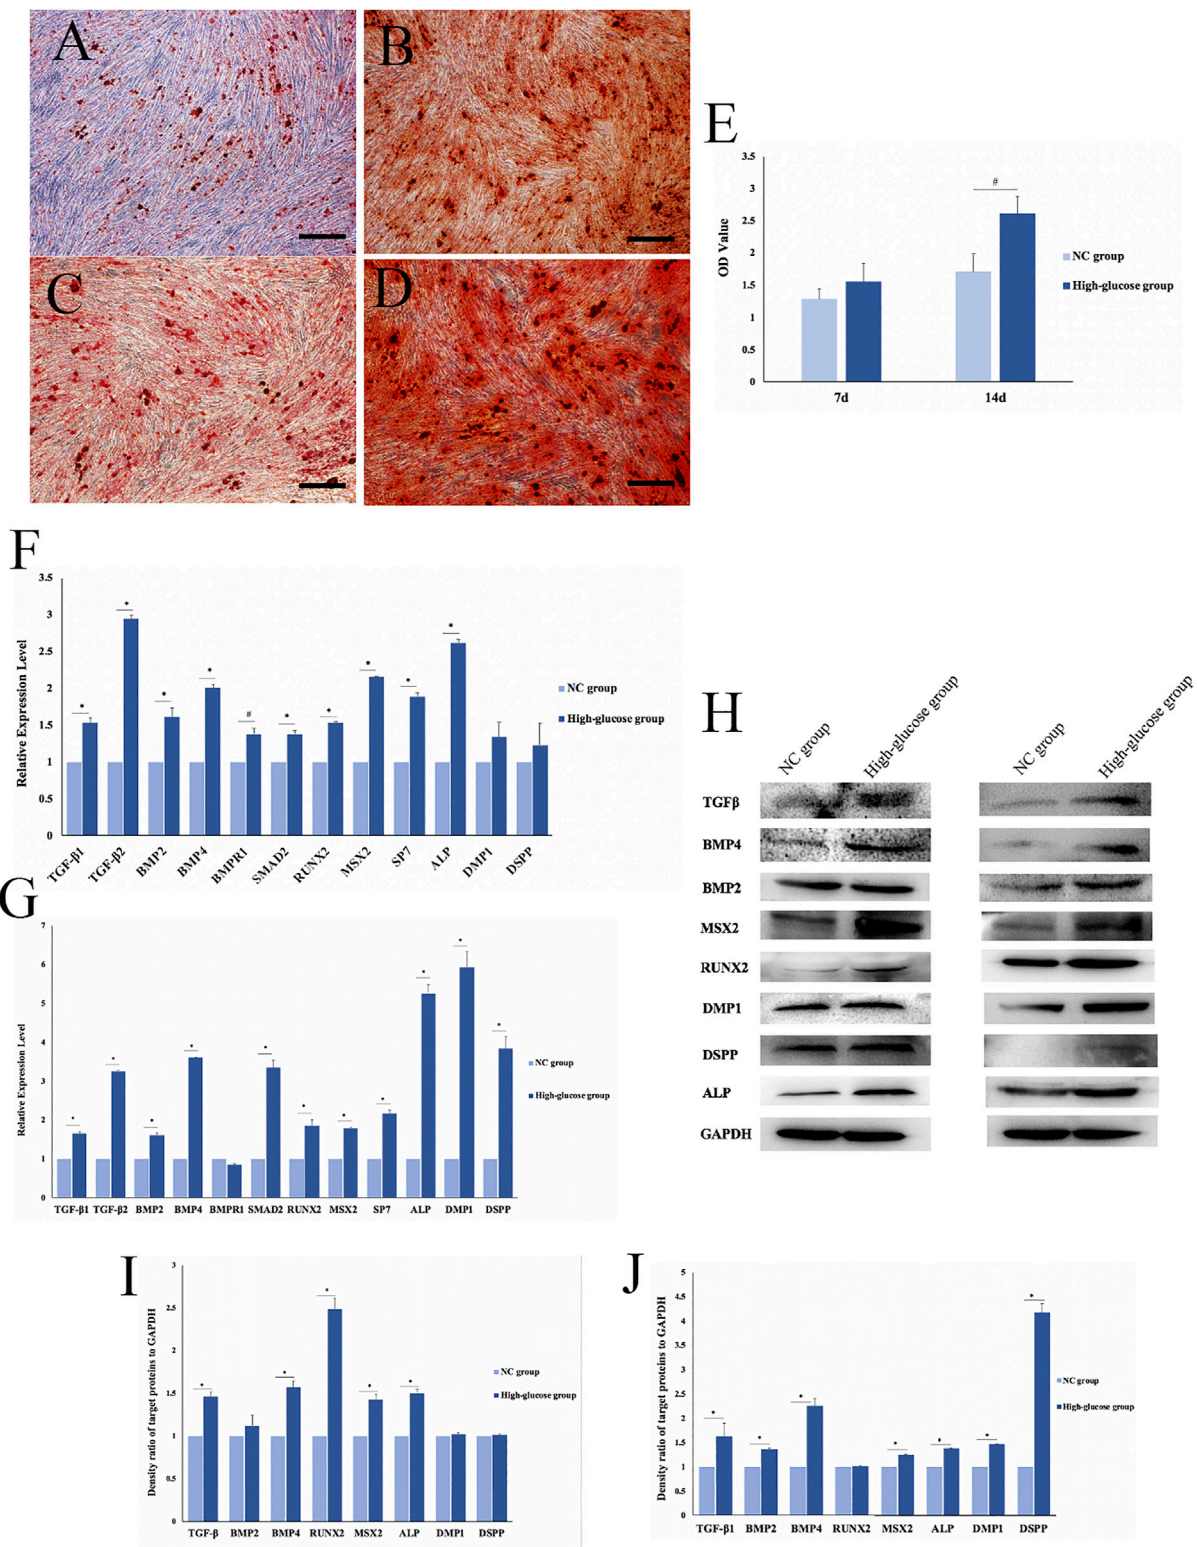 A
B
C
D
E
3.5
3
2.5
2
1.5
1
0.5
0
OD Value
#
7d
14d
NC group
High-glucose group
F
3.5
3
2.5
2
1.5
1
0.5
0
Relative Expression Level
* * * * # * * * * *
TGF-β1 TGF-β2 BMP2 BMP4 BMPR1 SMAD2 RUNX2 MSX2 SP7 ALP DMP1 DSPP
NC group
High-glucose group
G
7
6
5
4
3
2
1
0
Relative Expression Level
* * * * * * * * * * *
TGF-β1 TGF-β2 BMP2 BMP4 BMPR1 SMAD2 RUNX2 MSX2 SP7 ALP DMP1 DSPP
NC group
High-glucose group
H
NC group High-glucose group NC group High-glucose group
TGFβ
BMP4
BMP2
MSX2
RUNX2
DMP1
DSPP
ALP
GAPDH
I
3
2.5
2
1.5
1
0.5
0
Density ratio of target proteins to GAPDH
* * * * *
TGF-β BMP2 BMP4 RUNX2 MSX2 ALP DMP1 DSPP
NC group
High-glucose group
J
5
4.5
4
3.5
3
2.5
2
1.5
1
0.5
0
Density ratio of target proteins to GAPDH
* * * * * * *
TGF-β1 BMP2 BMP4 RUNX2 MSX2 ALP DMP1 DSPP
NC group
High-glucose group